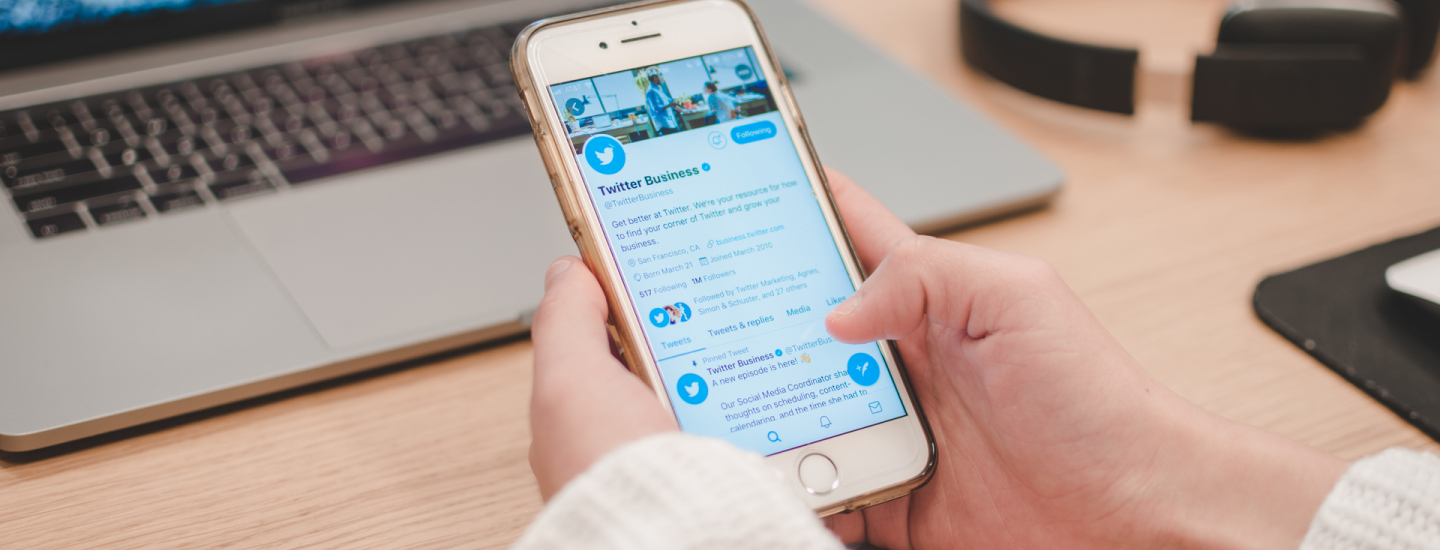 Following
Twitter Business
@TwitterBusiness
Get better at Twitter. We're your resource for how
to find your corner of Twitter and grow your
business.
San Francisco, CA business.twitter.com
Born March 21 Joined March 2010
517 Following 1M Followers
Followed by Twitter Marketing, Agnes,
Simon & Schuster, and 27 others
Tweets Tweets & replies Media Likes
Pinned Tweet
Twitter Business @TwitterBus
A new episode is here! 👋
Our Social Media Coordinator sha
thoughts on scheduling, content-
calendaring, and the time she had to